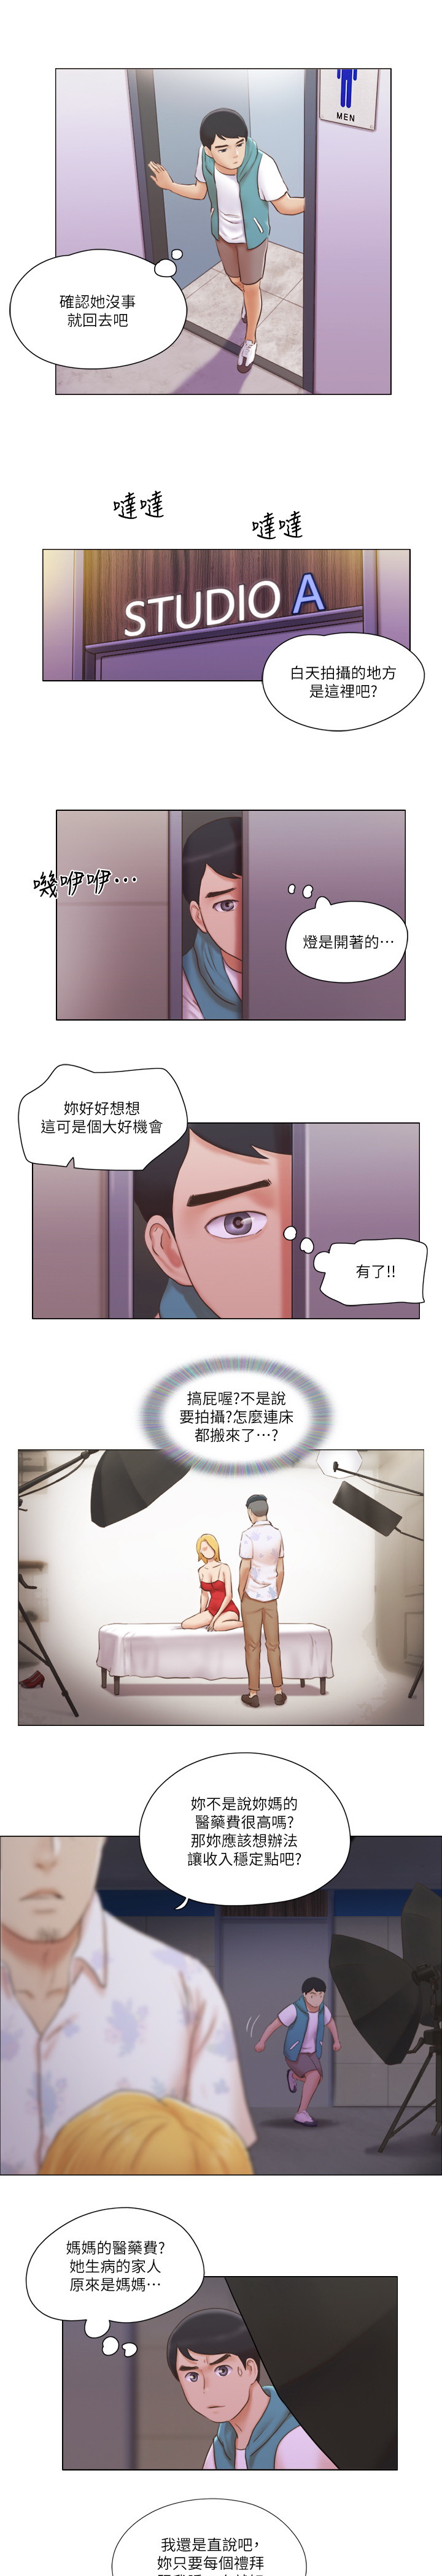 MEN
確認她沒事
就回去吧
噠噠
噠噠
STUDIO A
白天拍攝的地方
是這裡吧?
嘰咿咿⋯
燈是開著的⋯
妳好好想想
這可是個大好機會
有了!!
搞屁喔?不是說
要拍攝?怎麼連床
都搬來了⋯?
妳不是說妳媽的
醫藥費很高嗎?
那妳應該想辦法
讓收入穩定點吧?
媽媽的醫藥費?
她生病的家人
原來是媽媽⋯
我還是直說吧,
妳只要每個禮拜